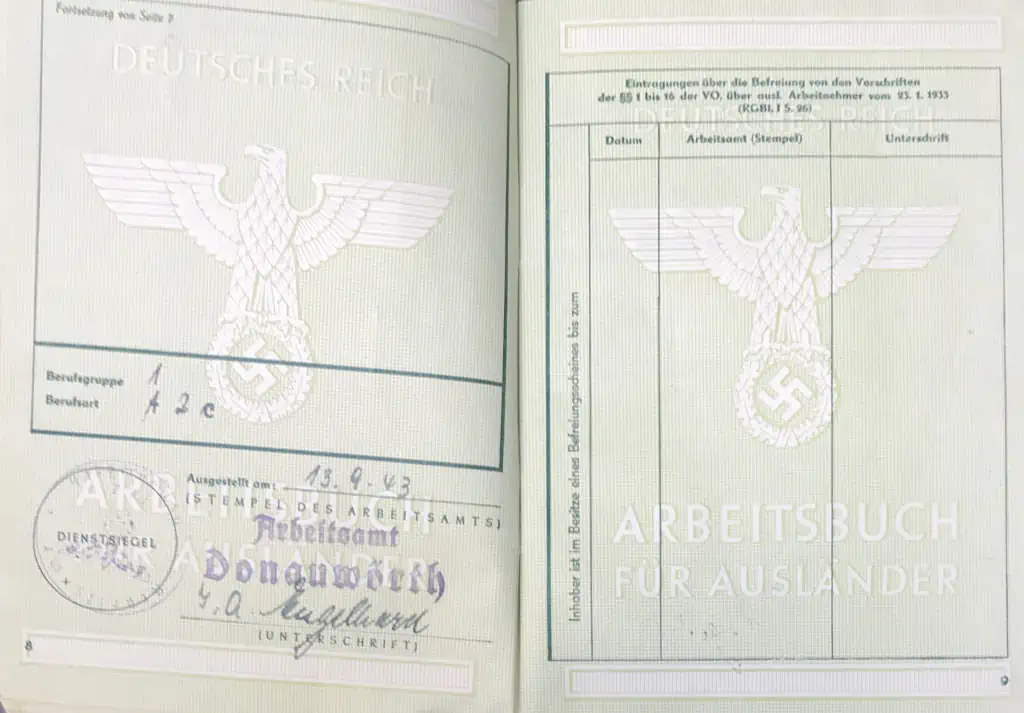 Fortsetzung von Seite 7
DEUTSCHES REICH
Berufsgruppe 1
Berufsart A 2 c
ARBEITSBUCH
FÜR AUSLÄNDER
DIENSTSIEGEL
Ausgestellt am: 13. 9. 43
(STEMPEL DES ARBEITSAMTS)
Arbeitsamt
Donauwörth
I. A. Engelhard
(UNTERSCHRIFT)
8
Eintragungen über die Befreiung von den Vorschriften
der §§ 1 bis 16 der VO. über ausl. Arbeitnehmer vom 23. 1. 1933
(RGBl. I S. 26)
DEUTSCHES REICH
Datum Arbeitsamt (Stempel) Unterschrift
Inhaber ist im Besitze eines Befreiungsscheines bis zum
ARBEITSBUCH
FÜR AUSLÄNDER
9